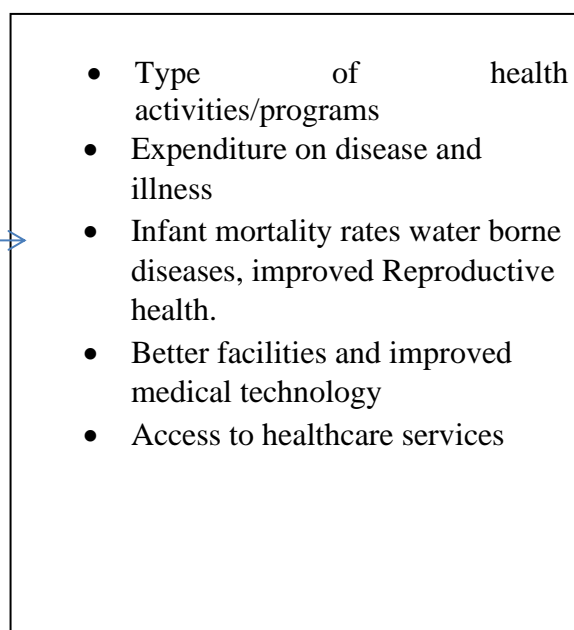 • Type of health
activities/programs
• Expenditure on disease and
illness
• Infant mortality rates water borne
diseases, improved Reproductive
health.
• Better facilities and improved
medical technology
• Access to healthcare services